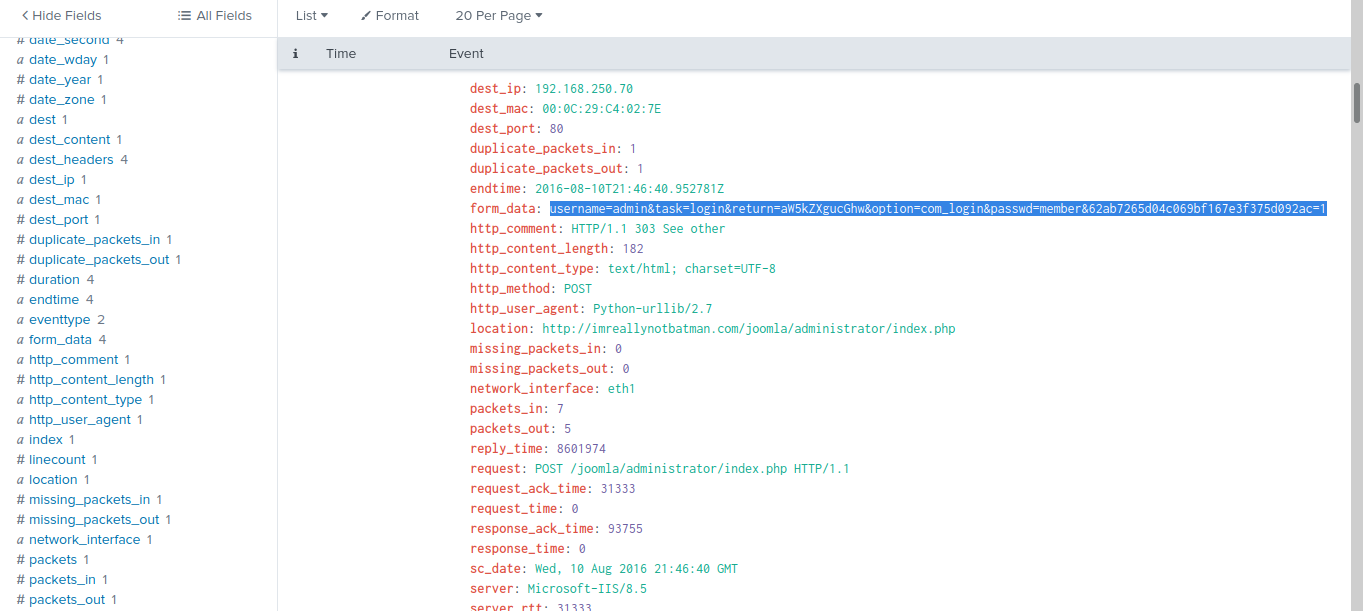 Hide Fields All Fields List Format 20 Per Page
i Time Event
# date_second 4
a date_wday 1
# date_year 1
# date_zone 1
a dest 1
a dest_content 1
a dest_headers 4
a dest_ip 1
a dest_mac 1
# dest_port 1
# duplicate_packets_in 1
# duplicate_packets_out 1
# duration 4
a endtime 4
a eventtype 2
a form_data 4
a http_comment 1
# http_content_length 1
a http_content_type 1
a http_user_agent 1
a index 1
# linecount 1
a location 1
# missing_packets_in 1
# missing_packets_out 1
a network_interface 1
# packets 1
# packets_in 1
# packets_out 1
dest_ip: 192.168.250.70
dest_mac: 00:0C:29:C4:02:7E
dest_port: 80
duplicate_packets_in: 1
duplicate_packets_out: 1
endtime: 2016-08-10T21:46:40.952781Z
form_data: username=admin&task=login&return=aW5kZXgucGhw&option=com_login&passwd=member&62ab7265d04c069bf167e3f375d092ac=1
http_comment: HTTP/1.1 303 See other
http_content_length: 182
http_content_type: text/html; charset=UTF-8
http_method: POST
http_user_agent: Python-urllib/2.7
location: http://imreallynotbatman.com/joomla/administrator/index.php
missing_packets_in: 0
missing_packets_out: 0
network_interface: eth1
packets_in: 7
packets_out: 5
reply_time: 8601974
request: POST /joomla/administrator/index.php HTTP/1.1
request_ack_time: 31333
request_time: 0
response_ack_time: 93755
response_time: 0
sc_date: Wed, 10 Aug 2016 21:46:40 GMT
server: Microsoft-IIS/8.5
server_rtt: 31333